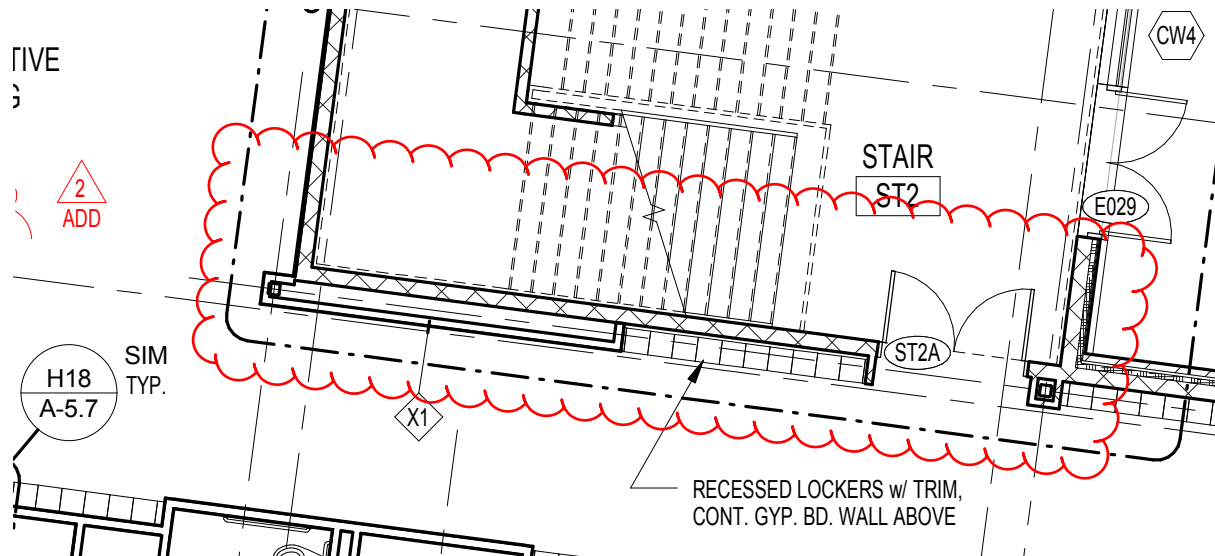 TIVE
CW4
2
ADD
STAIR
ST2
E029
SIM
TYP.
H18
A-5.7
ST2A
X1
RECESSED LOCKERS w/ TRIM,
CONT. GYP. BD. WALL ABOVE